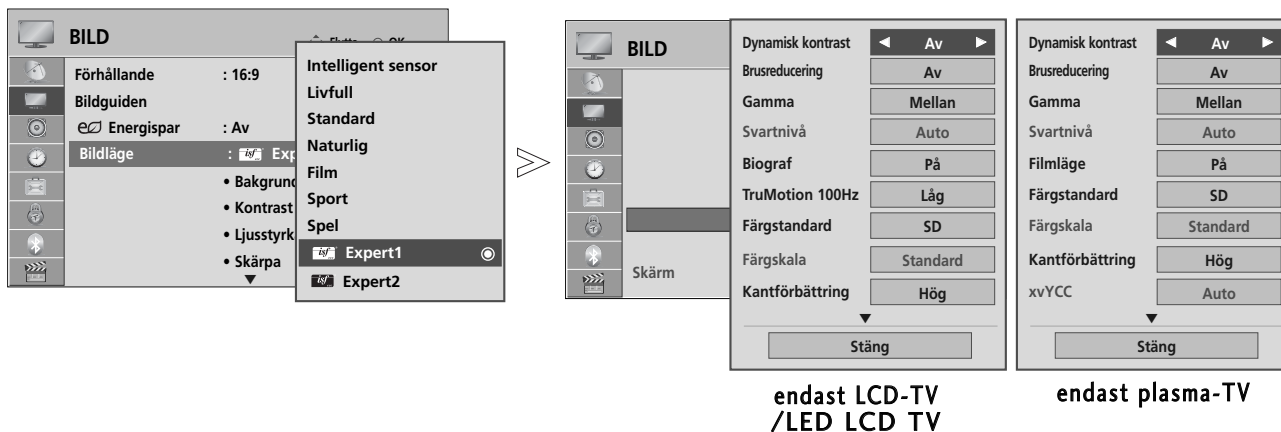 BILD
OK
Förhållande : 16:9
Bildguiden
Energispar : Av
Bildläge : isf Exp
• Bakgrund
• Kontrast
• Ljusstyrk
• Skärpa
Intelligent sensor
Livfull
Standard
Naturlig
Film
Sport
Spel
isf Expert1
isf Expert2
BILD
Skärm
Dynamisk kontrast Av
Brusreducering Av
Gamma Mellan
Svartnivå Auto
Biograf På
TruMotion 100Hz Låg
Färgstandard SD
Färgskala Standard
Kantförbättring Hög
Stäng
endast LCD-TV
/LED LCD TV
Dynamisk kontrast Av
Brusreducering Av
Gamma Mellan
Svartnivå Auto
Filmläge På
Färgstandard SD
Färgskala Standard
Kantförbättring Hög
xvYCC Auto
Stäng
endast plasma-TV